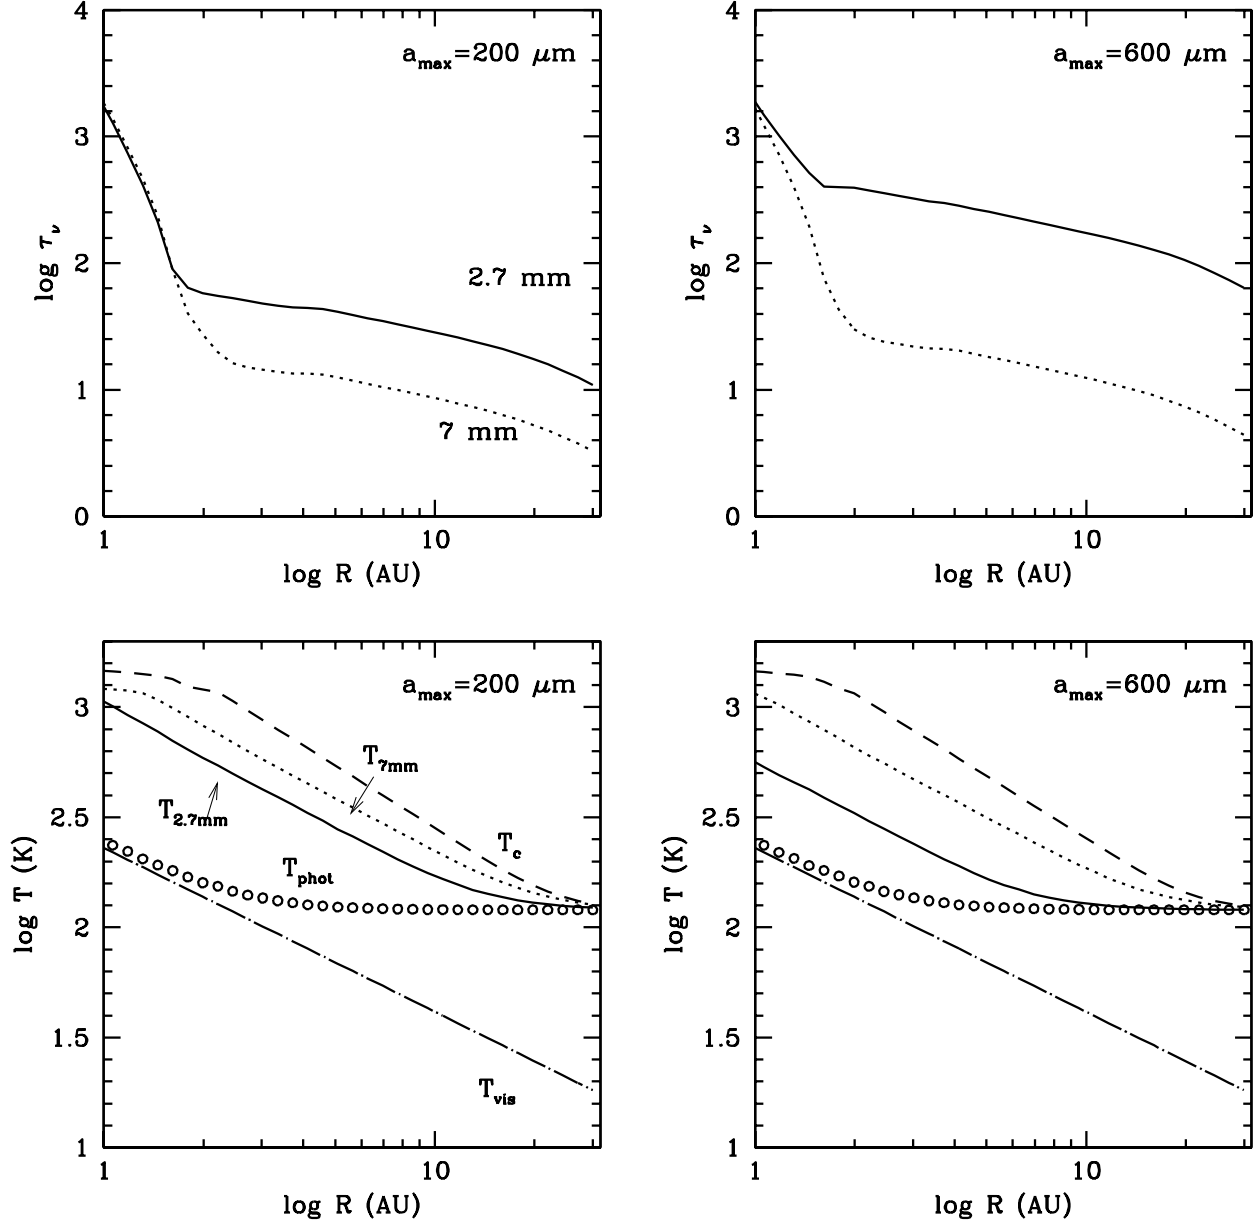 4
a_max=200 μm
3
log τ_ν
2
2.7 mm
1
7 mm
0
1
10
log R (AU)
4
a_max=600 μm
3
log τ_ν
2
1
0
1
10
log R (AU)
a_max=200 μm
3
T_7mm
2.5
T_2.7mm
T_c
log T (K)
T_phot
2
1.5
T_vis
1
1
10
log R (AU)
a_max=600 μm
3
2.5
log T (K)
2
1.5
1
1
10
log R (AU)